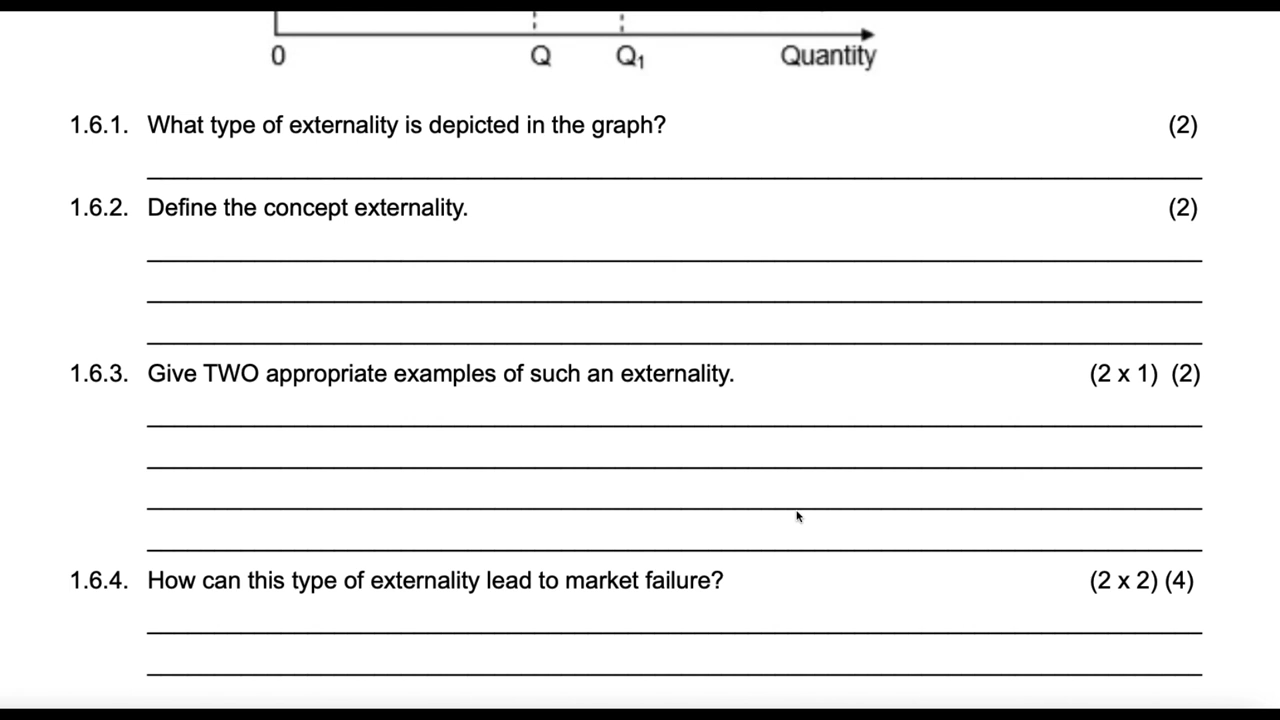 0 Q Q₁ Quantity
1.6.1. What type of externality is depicted in the graph? (2)
1.6.2. Define the concept externality. (2)
1.6.3. Give TWO appropriate examples of such an externality. (2 x 1) (2)
1.6.4. How can this type of externality lead to market failure? (2 x 2) (4)